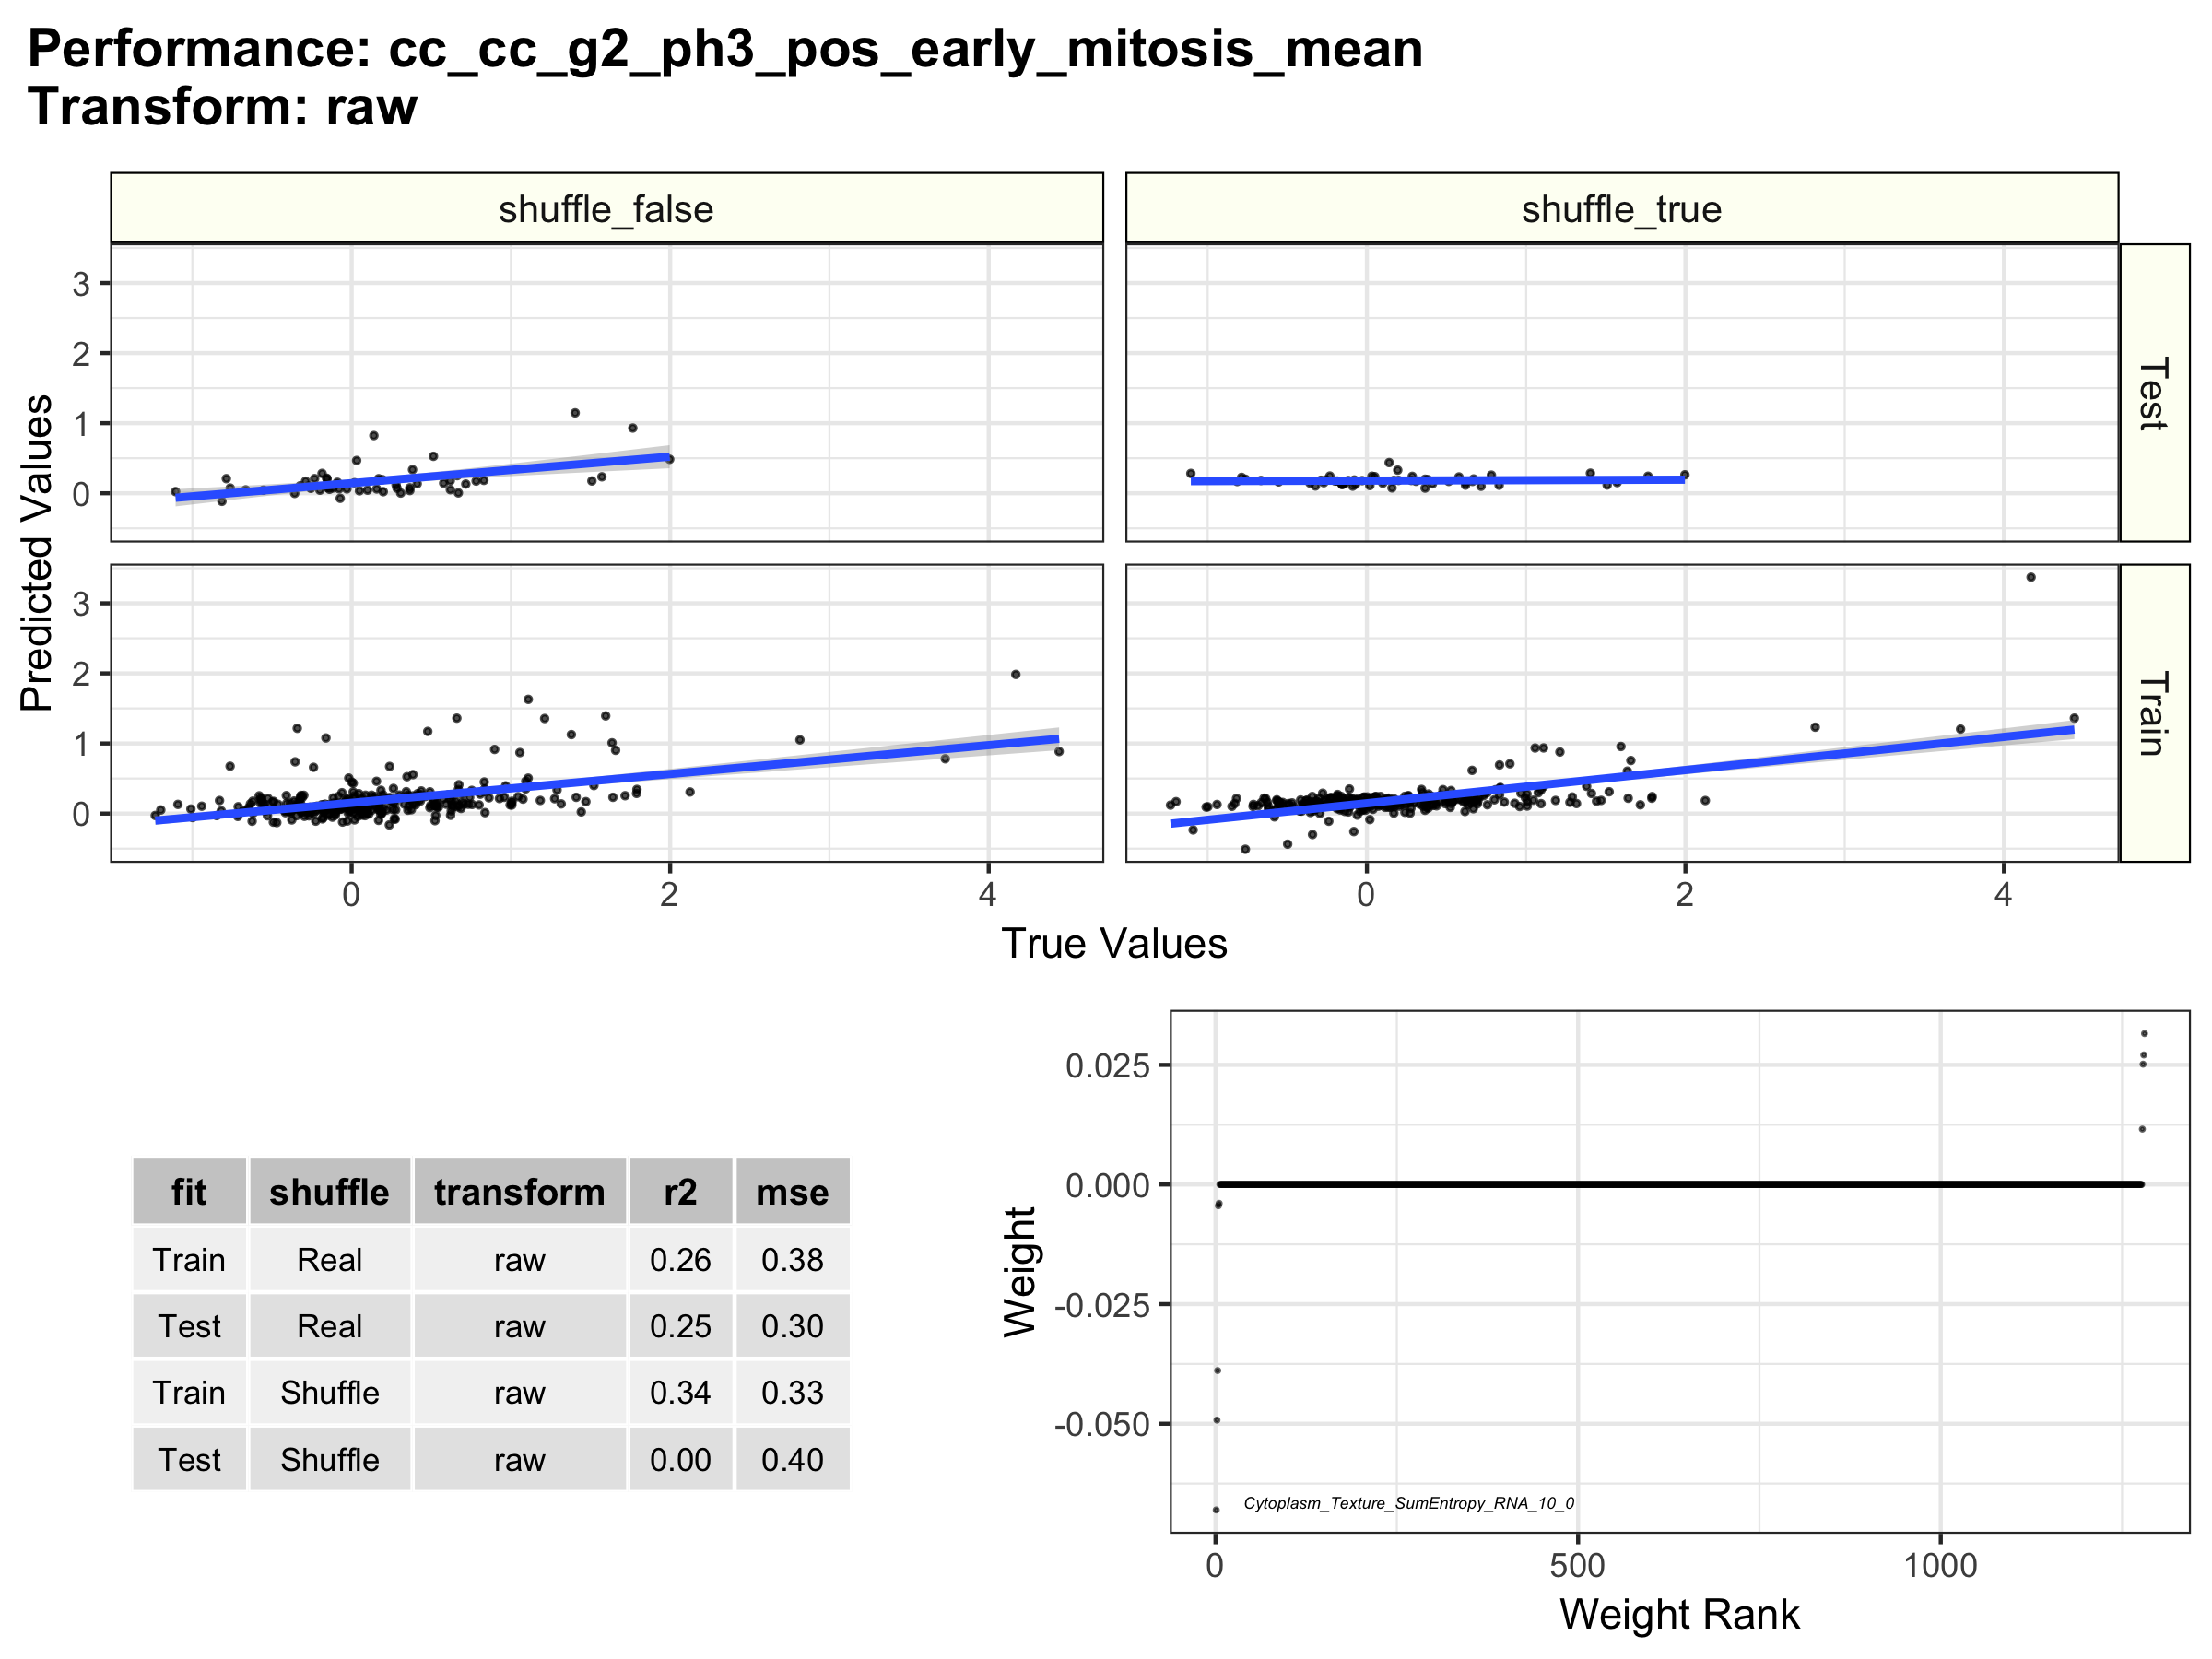 Performance: cc_cc_g2_ph3_pos_early_mitosis_mean
Transform: raw
shuffle_false
shuffle_true
Predicted Values
3
2
1
0
Test
3
2
1
0
Train
0
2
4
0
2
4
True Values
fit shuffle transform r2 mse
Train Real raw 0.26 0.38
Test Real raw 0.25 0.30
Train Shuffle raw 0.34 0.33
Test Shuffle raw 0.00 0.40
Weight
0.025
0.000
-0.025
-0.050
Cytoplasm_Texture_SumEntropy_RNA_10_0
0
500
1000
Weight Rank